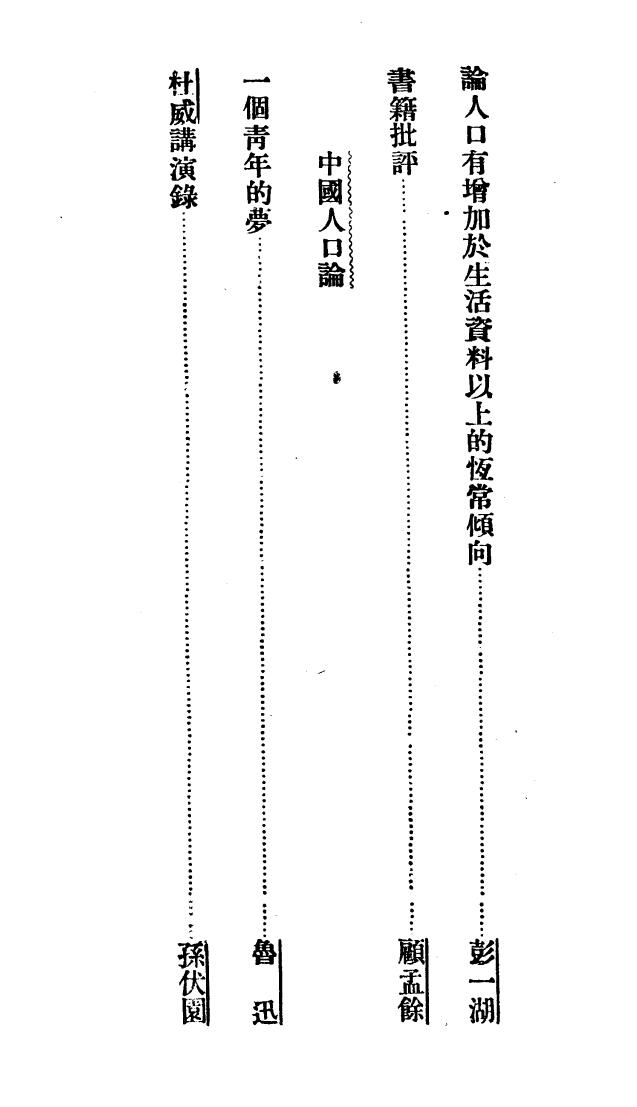 論人口有增加於生活資料以上的恆常傾向……彭一湖
書籍批評……顧孟餘
中國人口論
一個青年的夢……魯迅
杜威講演錄……孫伏園